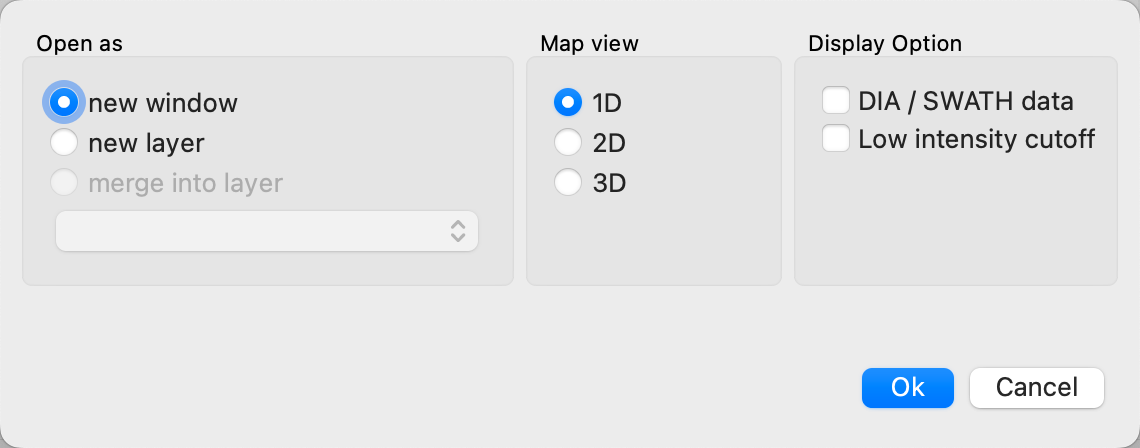 Open as
new window
new layer
merge into layer
Map view
1D
2D
3D
Display Option
DIA / SWATH data
Low intensity cutoff
Ok
Cancel